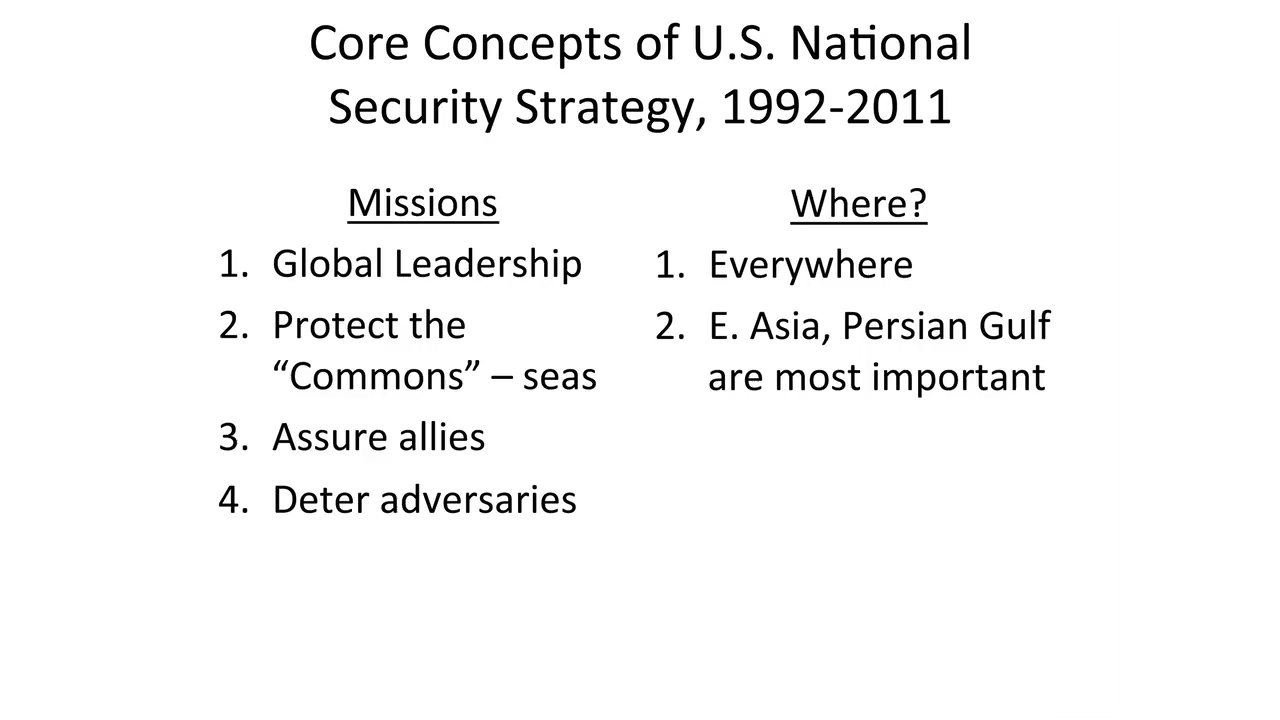 Core Concepts of U.S. National
Security Strategy, 1992-2011
Missions
1. Global Leadership
2. Protect the
“Commons” – seas
3. Assure allies
4. Deter adversaries
Where?
1. Everywhere
2. E. Asia, Persian Gulf
are most important